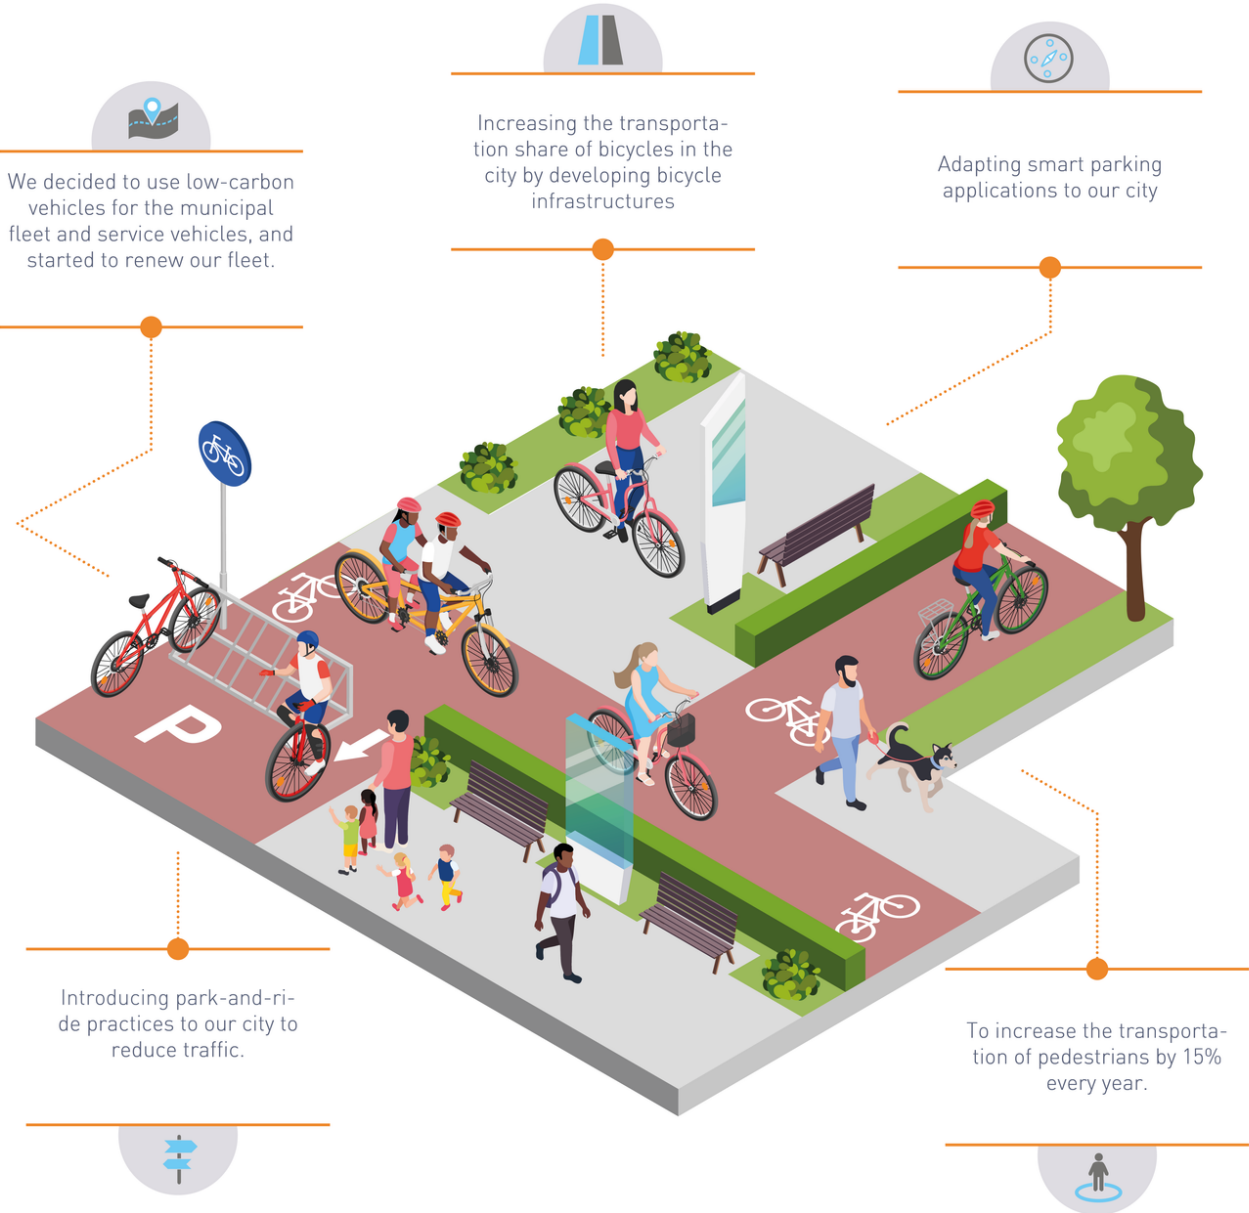 Increasing the transporta-
tion share of bicycles in the
city by developing bicycle
infrastructures
Adapting smart parking
applications to our city
We decided to use low-carbon
vehicles for the municipal
fleet and service vehicles, and
started to renew our fleet.
P
Introducing park-and-ri-
de practices to our city to
reduce traffic.
To increase the transporta-
tion of pedestrians by 15%
every year.